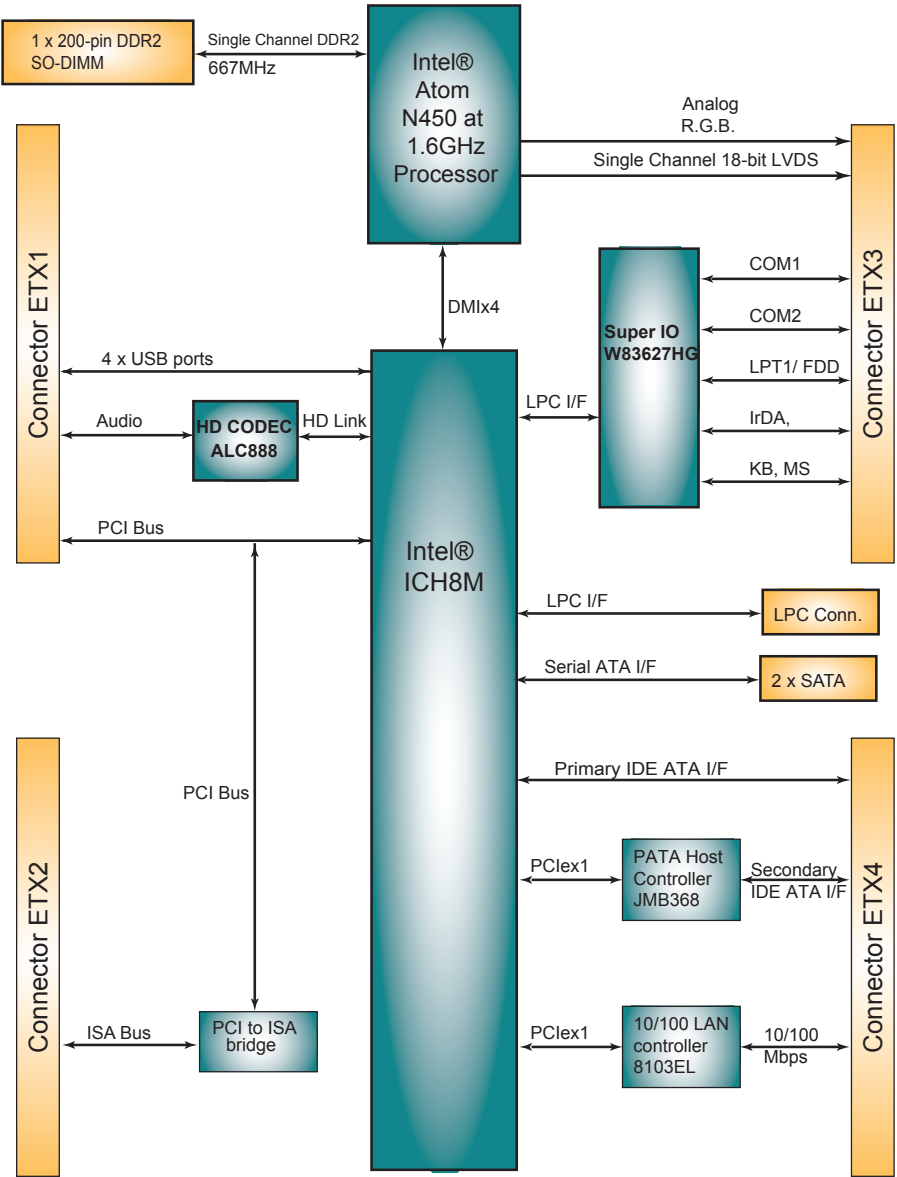 1 x 200-pin DDR2
SO-DIMM
Single Channel DDR2
667MHz
Intel®
Atom
N450 at
1.6GHz
Processor
Analog
R.G.B.
Single Channel 18-bit LVDS
Connector ETX1
Connector ETX3
DMIx4
COM1
COM2
Super IO
W83627HG
LPT1/ FDD
IrDA,
KB, MS
4 x USB ports
LPC I/F
Audio
HD CODEC
ALC888
HD Link
PCI Bus
Intel®
ICH8M
LPC I/F
LPC Conn.
Serial ATA I/F
2 x SATA
Primary IDE ATA I/F
PCI Bus
Connector ETX2
Connector ETX4
PCIex1
PATA Host
Controller
JMB368
Secondary
IDE ATA I/F
ISA Bus
PCI to ISA
bridge
PCIex1
10/100 LAN
controller
8103EL
10/100
Mbps